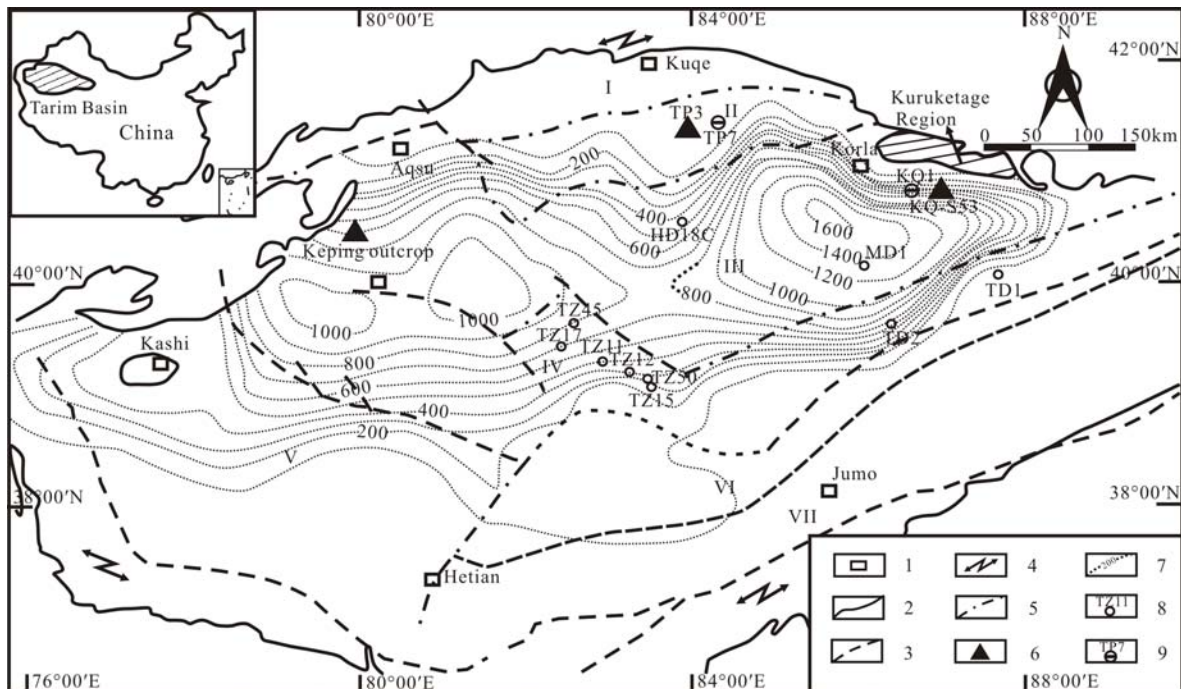 80°00′E
84°00′E
88°00′E
42°00′N
N
Tarim Basin
China
Kuqe
I
Kuruketage
Region
0 50 100 150km
TP3
II
TP7
Korla
Aqsu
200
KQ1
KQ-S53
400
HD18C
600
1600
1400
MD1
1200
Keping outcrop
III
40°00′N
40°00′N
800
1000
TD1
1000
1000
TZ45
TZ17
TZ11
TZ12
TZ50
TZ15
LD2
Kashi
800
IV
600
400
200
V
VI
Jumo
VII
38°00′N
38°00′N
Hetian
1
4
200
7
2
5
TZ11
8
3
6
TP7
9
76°00′E
80°00′E
84°00′E
88°00′E